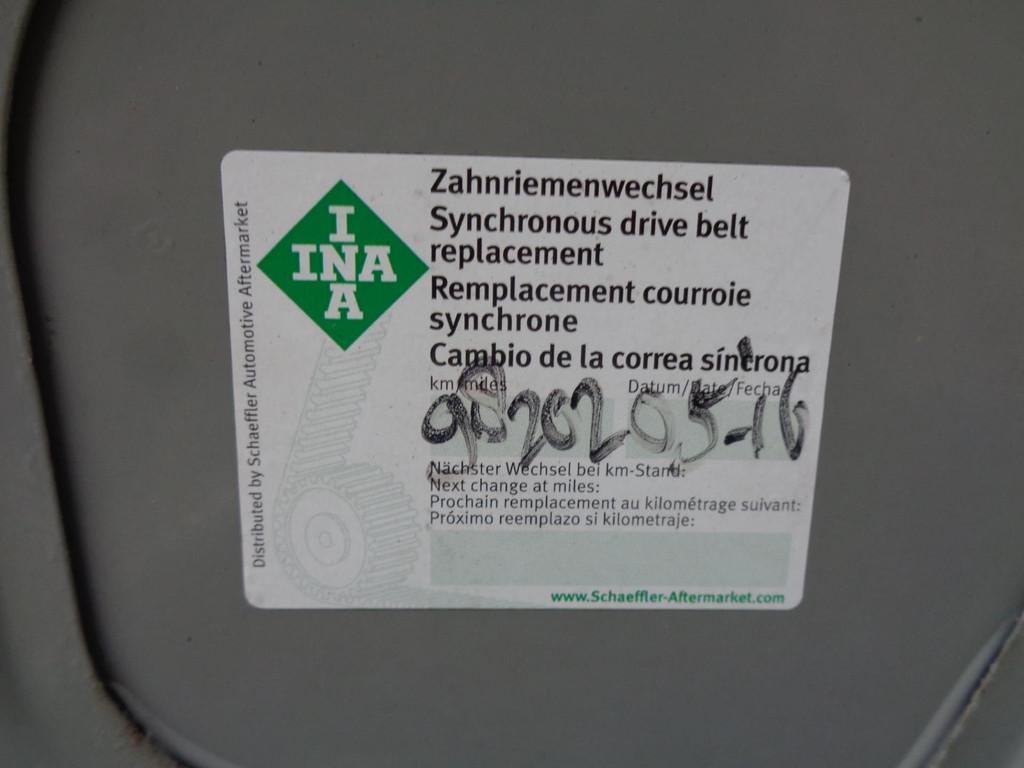 INA
INA
Distributed by Schaeffler Automotive Aftermarket
Zahnriemenwechsel
Synchronous drive belt
replacement
Remplacement courroie
synchrone
Cambio de la correa síncrona
km/miles Datum/Date/Fecha
Nächster Wechsel bei km-Stand:
Next change at miles:
Prochain remplacement au kilométrage suivant:
Próximo reemplazo si kilometraje:
www.Schaeffler-Aftermarket.com